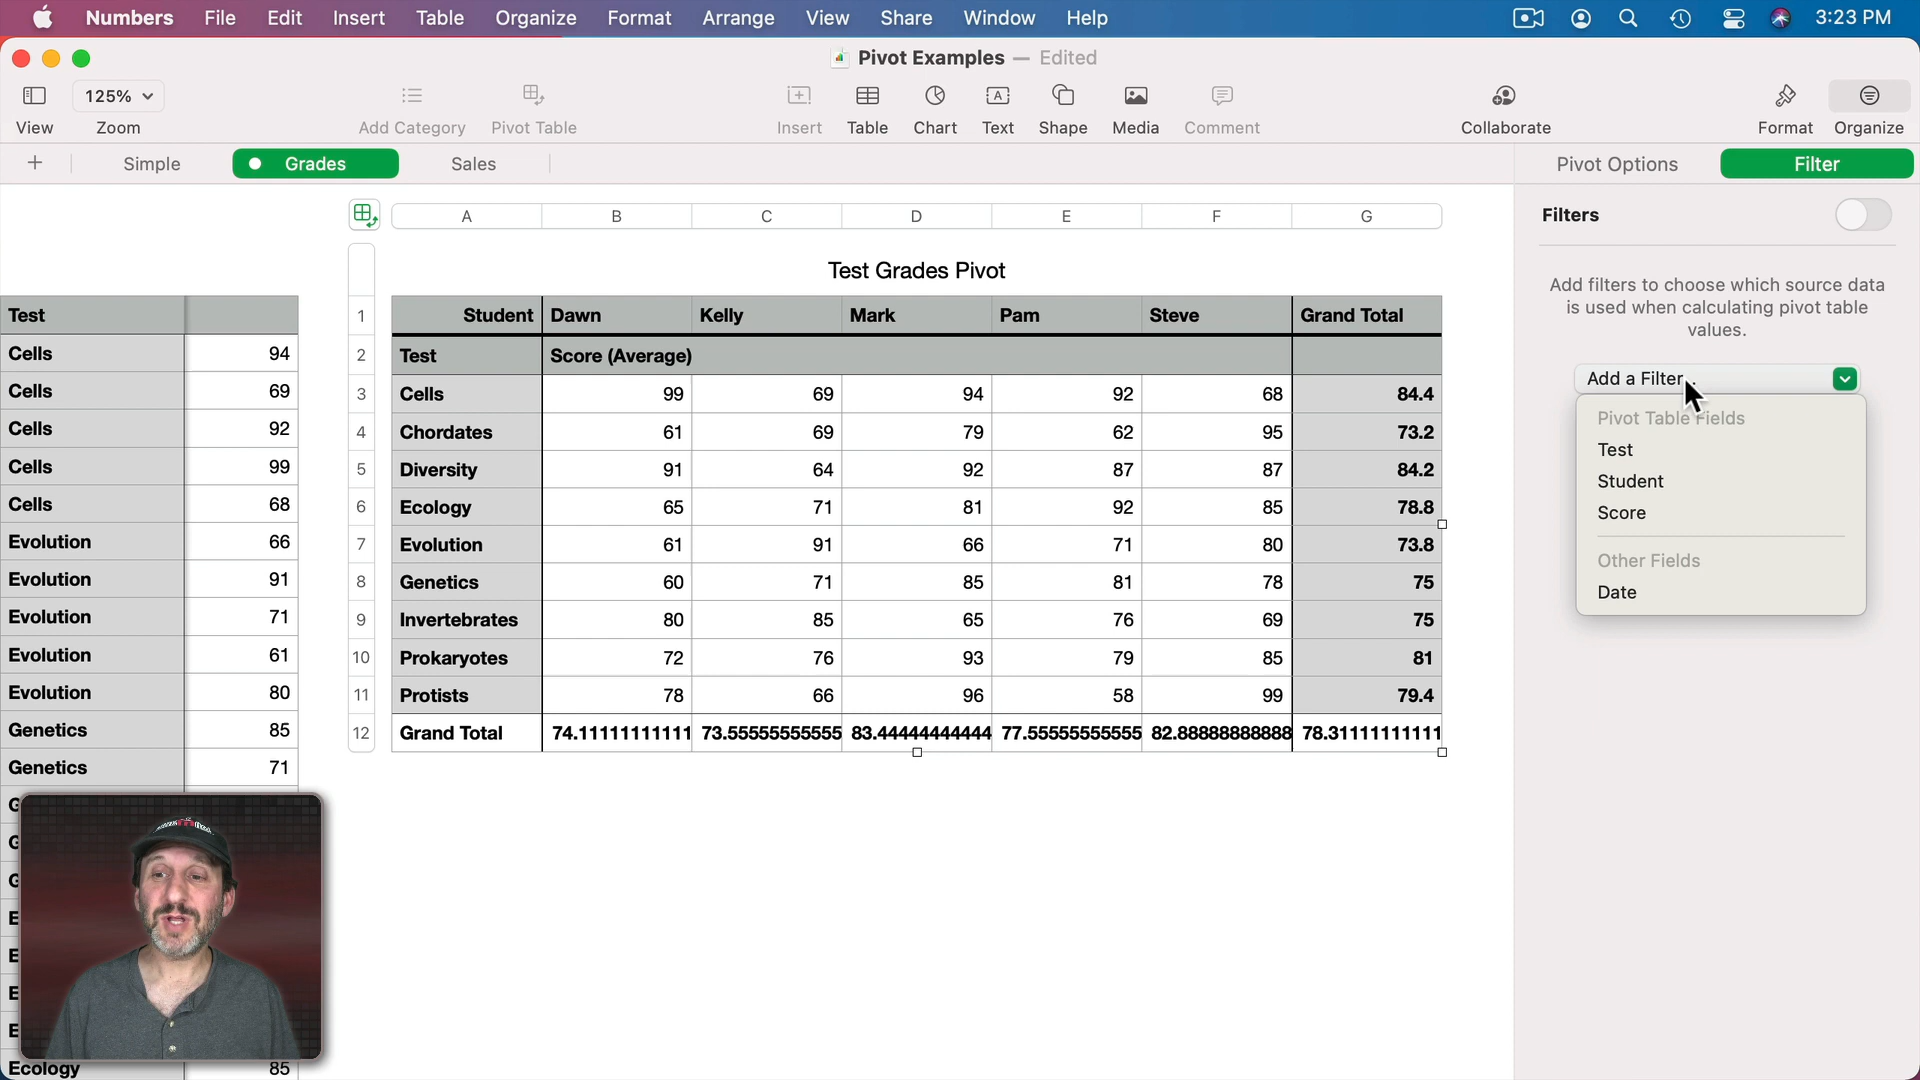 Numbers File Edit Insert Table Organize Format Arrange View Share Window Help 3:23 PM
Pivot Examples — Edited
125%
View Zoom Add Category Pivot Table Insert Table Chart Text Shape Media Comment Collaborate Format Organize
+ Simple Grades Sales Pivot Options Filter
Filters
A B C D E F G
Test Grades Pivot
Add filters to choose which source data
is used when calculating pivot table
values.
Add a Filter
Pivot Table Fields
Test
Student
Score
Other Fields
Date
Test
Cells 94
Cells 69
Cells 92
Cells 99
Cells 68
Evolution 66
Evolution 91
Evolution 71
Evolution 61
Evolution 80
Genetics 85
Genetics 71
G
G
G
E
E
E
E
Ecology 85
1 Student Dawn Kelly Mark Pam Steve Grand Total
2 Test Score (Average)
3 Cells 99 69 94 92 68 84.4
4 Chordates 61 69 79 62 95 73.2
5 Diversity 91 64 92 87 87 84.2
6 Ecology 65 71 81 92 85 78.8
7 Evolution 61 91 66 71 80 73.8
8 Genetics 60 71 85 81 78 75
9 Invertebrates 80 85 65 76 69 75
10 Prokaryotes 72 76 93 79 85 81
11 Protists 78 66 96 58 99 79.4
12 Grand Total 74.11111111111 73.55555555555 83.44444444444 77.55555555555 82.88888888888 78.31111111111